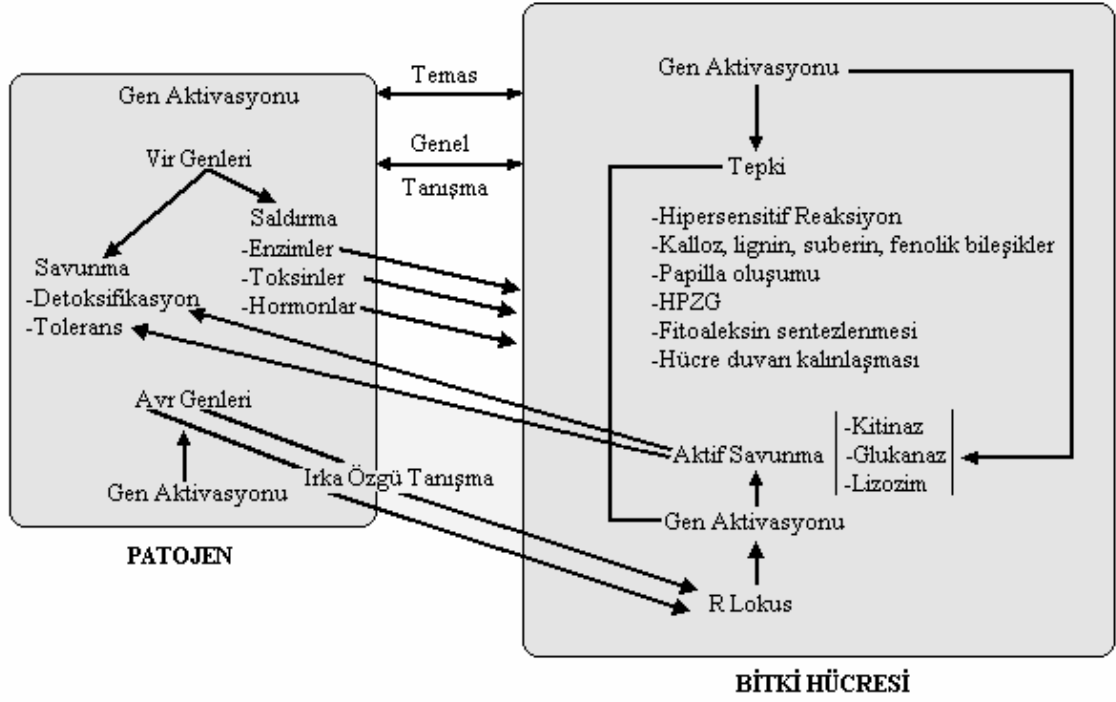 Gen Aktivasyonu
Vir Genleri
Saldırma
-Enzimler
-Toksinler
-Hormonlar
Savunma
-Detoksifikasyon
-Tolerans
Avr Genleri
Gen Aktivasyonu
PATOJEN
Temas
Genel
Tanışma
Irka Özgü Tanışma
Gen Aktivasyonu
Tepki
-Hipersensitif Reaksiyon
-Kalloz, lignin, suberin, fenolik bileşikler
-Papilla oluşumu
-HPZG
-Fitoaleksin sentezlenmesi
-Hücre duvarı kalınlaşması
Aktif Savunma
-Kitinaz
-Glukanaz
-Lizozim
Gen Aktivasyonu
R Lokus
BİTKİ HÜCRESİ